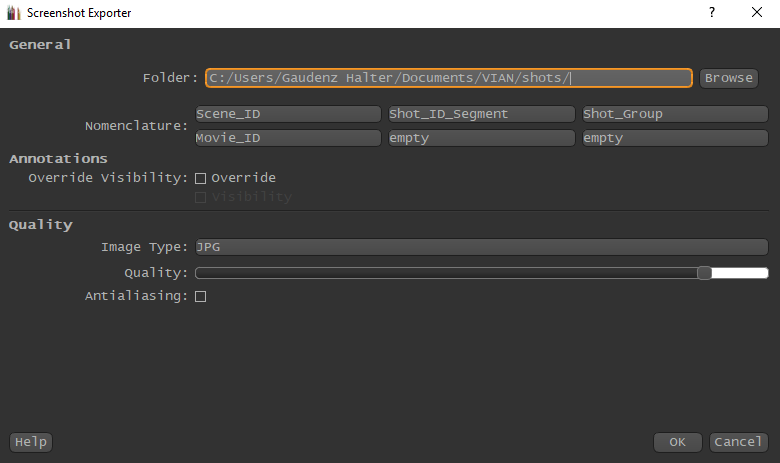 Screenshot Exporter
?
General
Folder: C:/Users/Gaudenz Halter/Documents/VIAN/shots/ Browse
Scene_ID Shot_ID_Segment Shot_Group
Nomenclature:
Movie_ID empty empty
Annotations
Override Visibility: Override
Visibility
Quality
Image Type: JPG
Quality:
Antialiasing:
Help OK Cancel